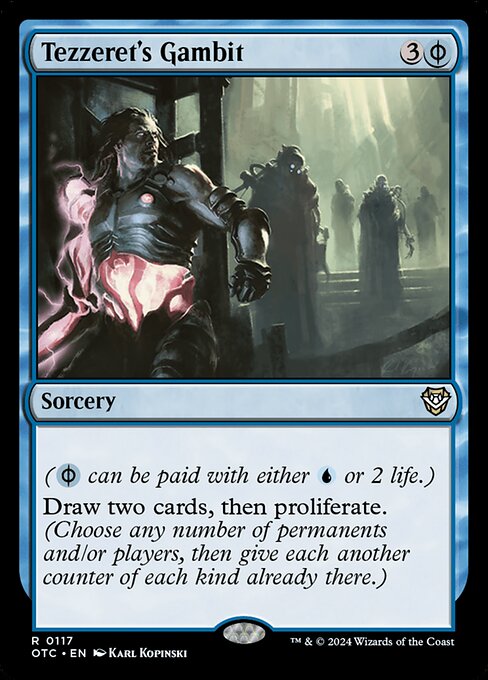 Tezzeret's Gambit 3
Sorcery
( can be paid with either or 2 life.)
Draw two cards, then proliferate.
(Choose any number of permanents
and/or players, then give each another
counter of each kind already there.)
R 0117
™ & © 2024 Wizards of the Coast
OTC • EN Karl Kopinski